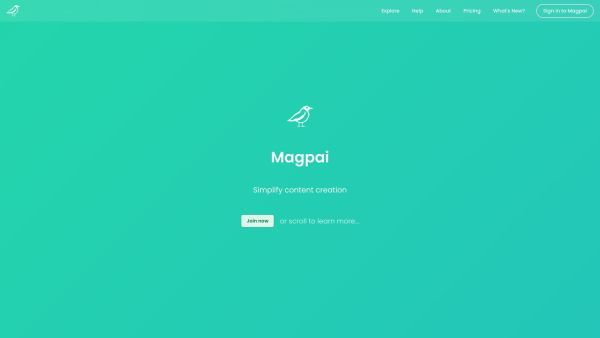 Explore Help About Pricing What's New? Sign in to Magpai
Magpai
Simplify content creation
Join now or scroll to learn more...